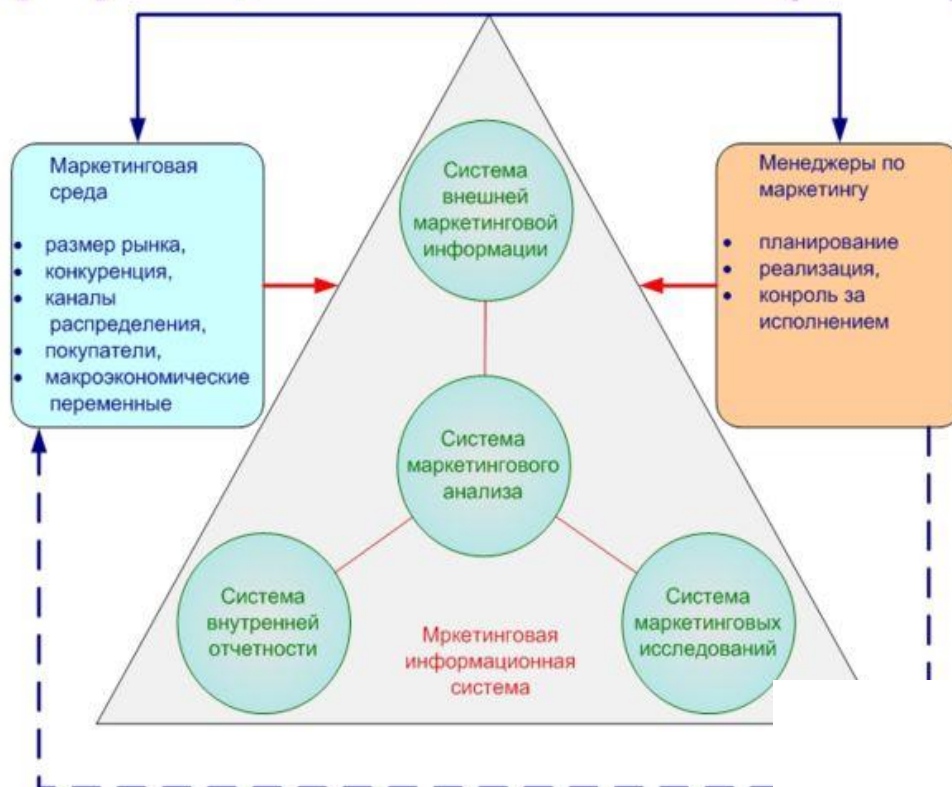 Маркетинговая
среда
• размер рынка,
• конкуренция,
• каналы
распределения,
• покупатели,
• макроэкономические
переменные
Система
внешней
маркетинговой
информации
Менеджеры по
маркетингу
• планирование
• реализация,
• конроль за
исполнением
Система
маркетингового
анализа
Система
внутренней
отчетности
Мркетинговая
информационная
система
Система
маркетинговых
исследований